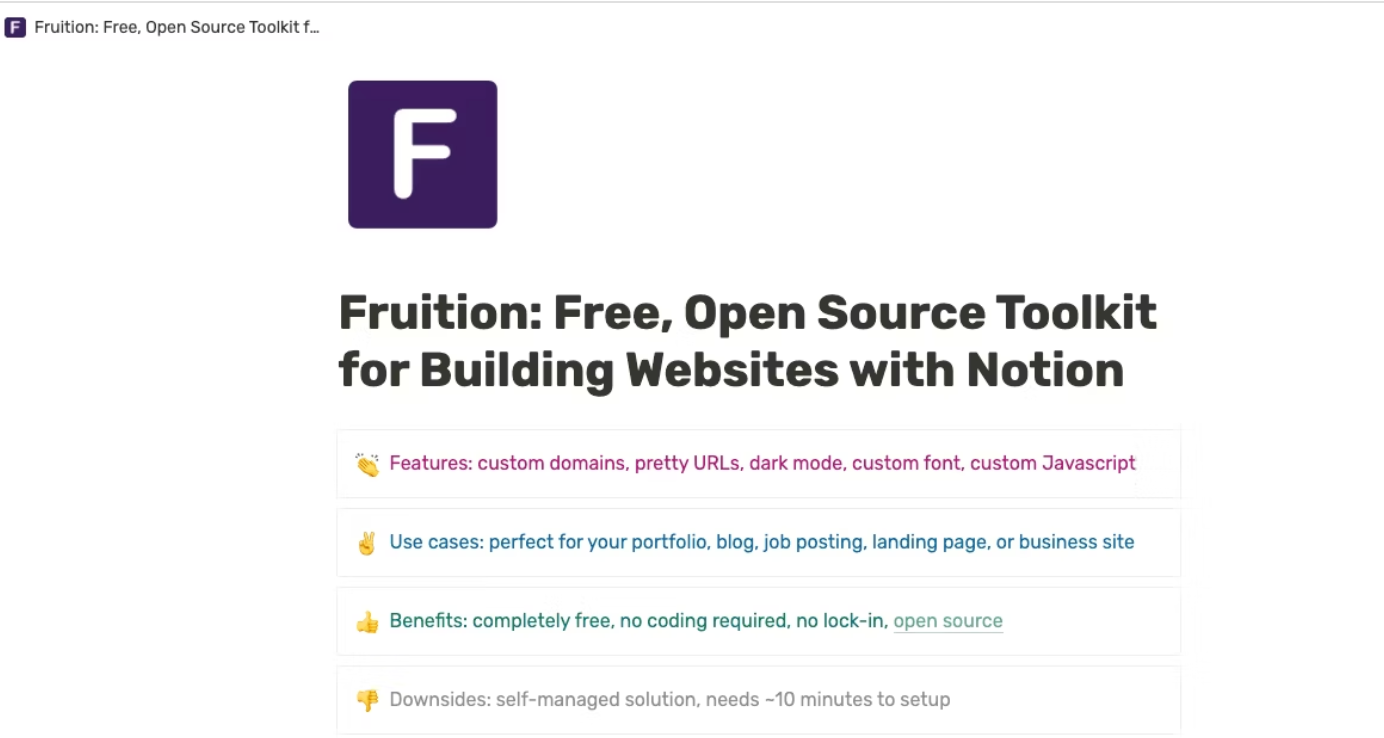 F Fruition: Free, Open Source Toolkit f...
F
Fruition: Free, Open Source Toolkit
for Building Websites with Notion
👏 Features: custom domains, pretty URLs, dark mode, custom font, custom Javascript
✌️ Use cases: perfect for your portfolio, blog, job posting, landing page, or business site
👍 Benefits: completely free, no coding required, no lock-in, open source
👎 Downsides: self-managed solution, needs ~10 minutes to setup